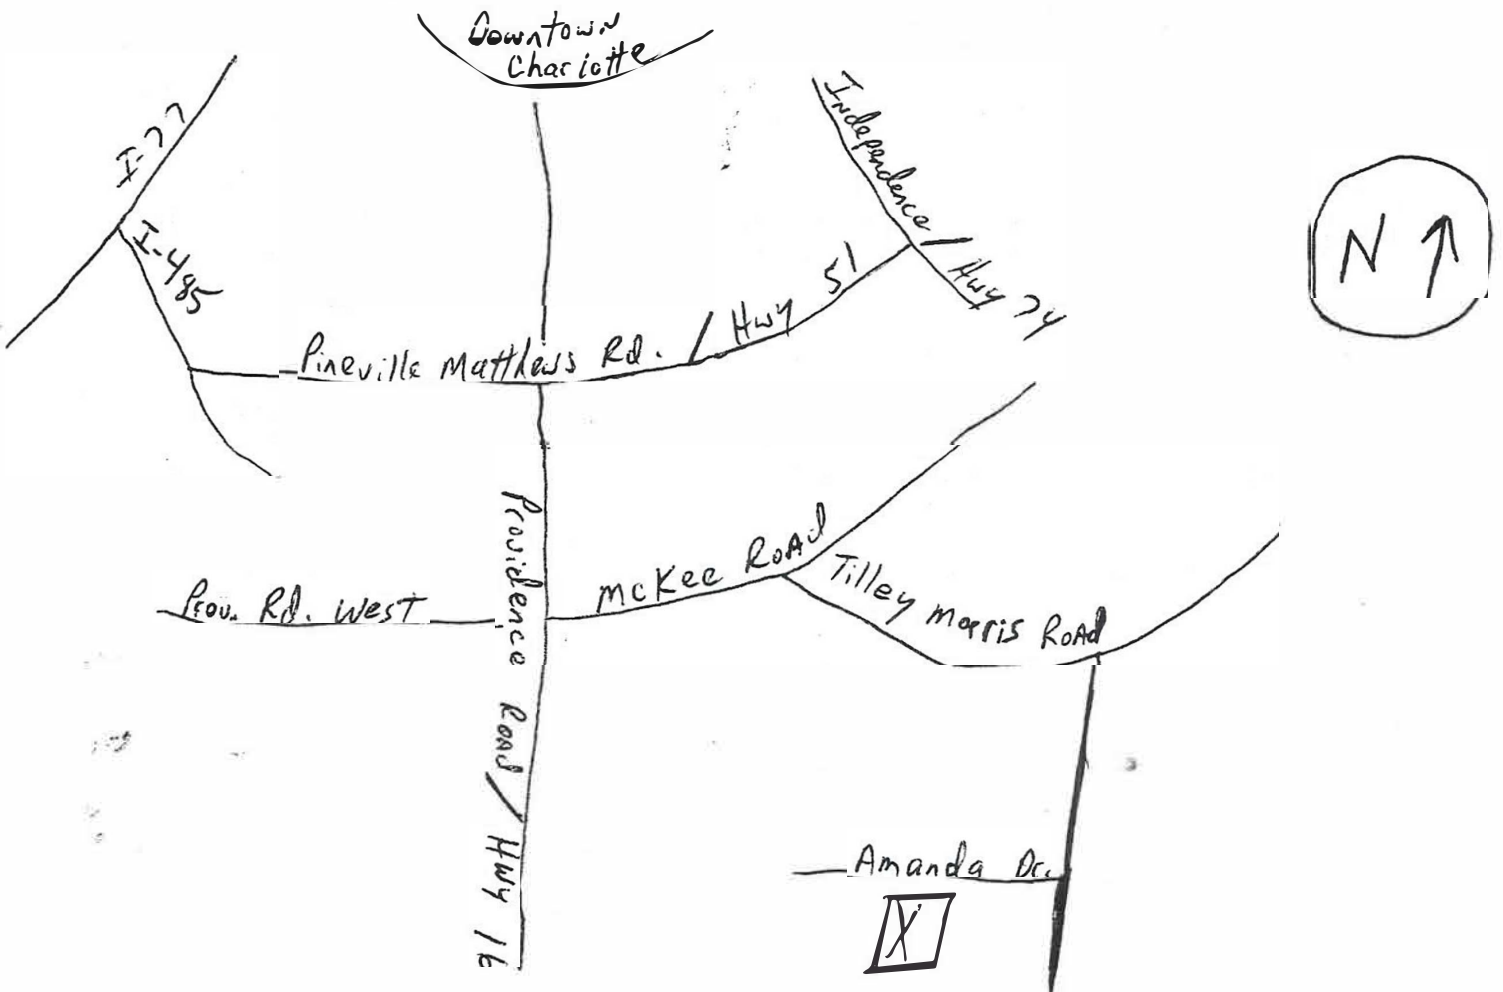 Downtown
Charlotte
I-77
Independence / Hwy 74
N ↑
I-485
Pineville Matthews Rd. / Hwy 51
Providence Road / Hwy 16
Prov. Rd. West
McKee Road
Tilley Morris Road
Amanda Dr.
X